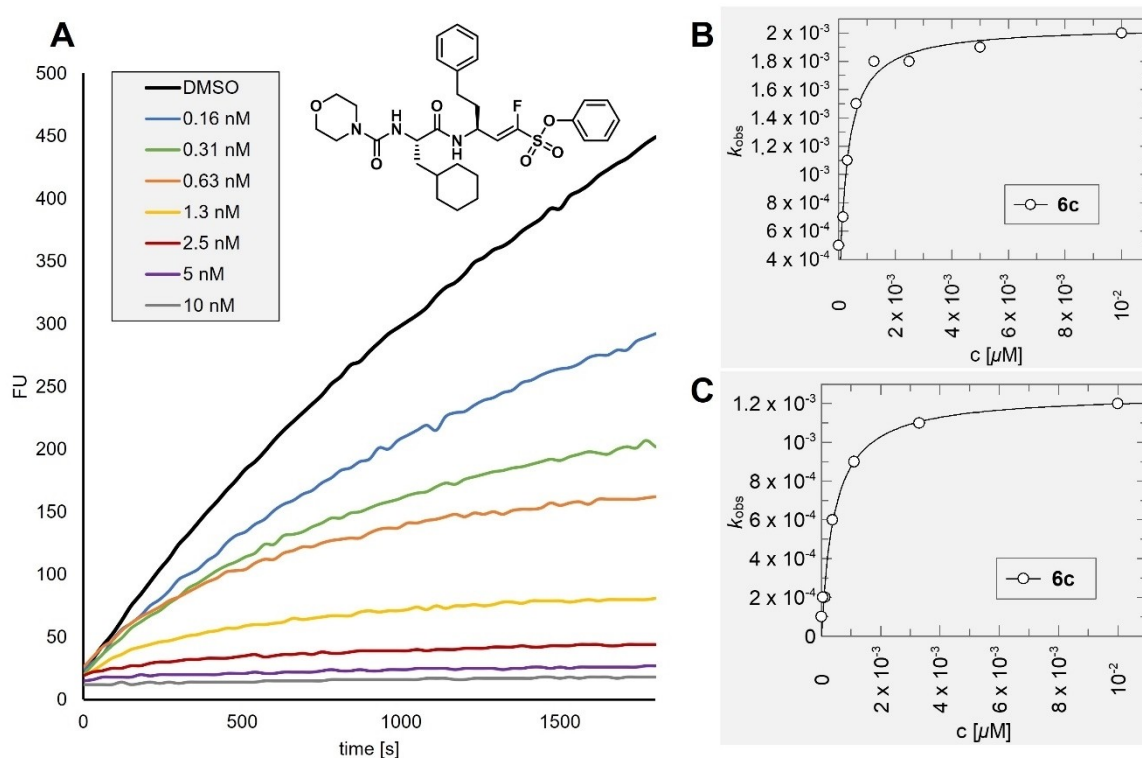 A
500
450
400
350
300
250
200
150
100
50
0
FU
0
500
1000
1500
time [s]
DMSO
0.16 nM
0.31 nM
0.63 nM
1.3 nM
2.5 nM
5 nM
10 nM
O
N
O
H
N
O
N
H
F
O
S
O
O
B
2 x 10⁻³
1.8 x 10⁻³
1.6 x 10⁻³
1.4 x 10⁻³
1.2 x 10⁻³
10⁻³
8 x 10⁻⁴
6 x 10⁻⁴
4 x 10⁻⁴
kobs
6c
0
2 x 10⁻³
4 x 10⁻³
6 x 10⁻³
8 x 10⁻³
10⁻²
c [µM]
C
1.2 x 10⁻³
10⁻³
8 x 10⁻⁴
6 x 10⁻⁴
4 x 10⁻⁴
2 x 10⁻⁴
0
kobs
6c
0
2 x 10⁻³
4 x 10⁻³
6 x 10⁻³
8 x 10⁻³
10⁻²
c [µM]